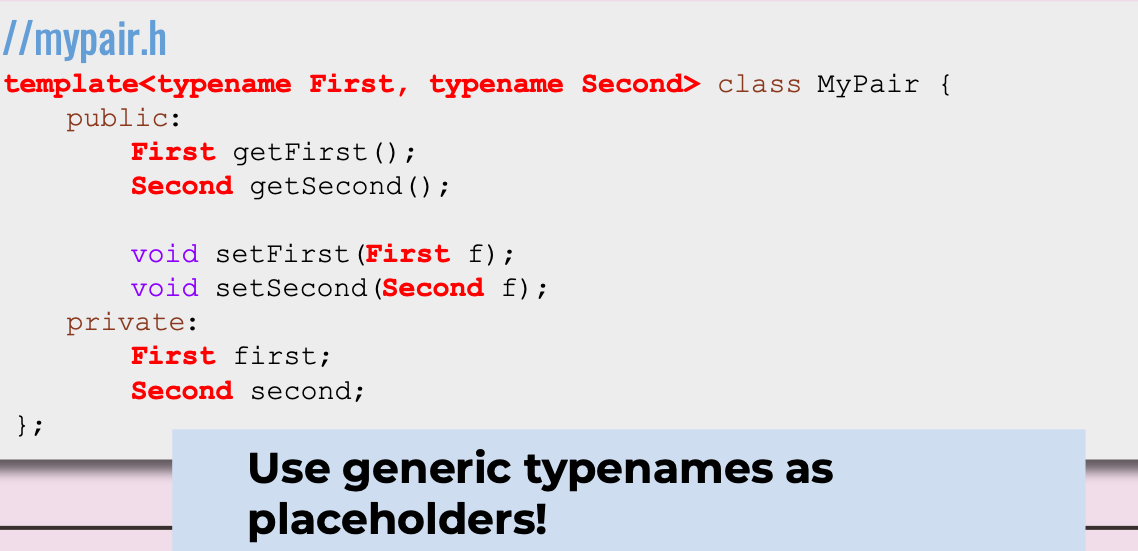 //mypair.h
template<typename First, typename Second> class MyPair {
public:
First getFirst();
Second getSecond();
void setFirst(First f);
void setSecond(Second f);
private:
First first;
Second second;
};
Use generic typenames as
placeholders!